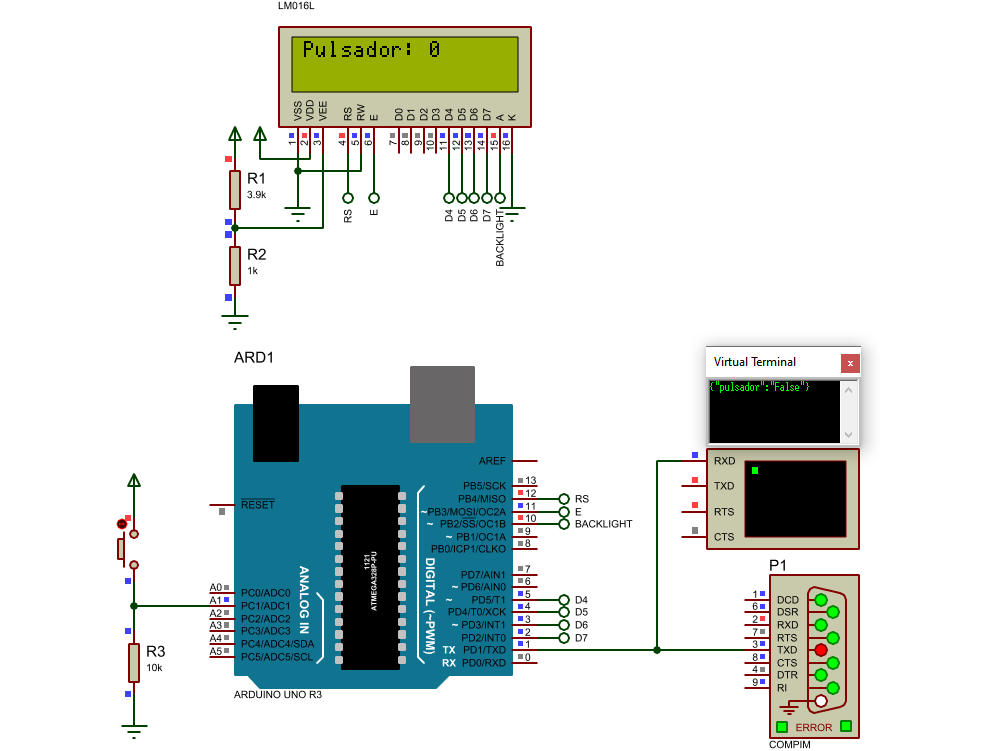 LM016L
Pulsador: 0
VSS
VDD
VEE
RS
RW
E
D0
D1
D2
D3
D4
D5
D6
D7
A
K
1
2
3
4
5
6
7
8
9
10
11
12
13
14
15
16
R1
3.9k
RS
E
D4
D5
D6
D7
BACKLIGHT
R2
1k
ARD1
Virtual Terminal
x
{"pulsador":"False"}
RXD
TXD
RTS
CTS
AREF
RESET
PB5/SCK 13
PB4/MISO 12 RS
~PB3/MOSI/OC2A 11 E
~ PB2/SS/OC1B 10 BACKLIGHT
~ PB1/OC1A 9
PB0/ICP1/CLKO 8
1121
ATMEGA328P-PU
ANALOG IN
DIGITAL (~PWM)
PD7/AIN1 7
~ PD6/AIN0 6
~ PD5/T1 5 D4
PD4/T0/XCK 4 D5
~ PD3/INT1 3 D6
PD2/INT0 2 D7
TX PD1/TXD 1
RX PD0/RXD 0
A0 PC0/ADC0
A1 PC1/ADC1
A2 PC2/ADC2
A3 PC3/ADC3
A4 PC4/ADC4/SDA
A5 PC5/ADC5/SCL
ARDUINO UNO R3
R3
10k
P1
1 DCD
6 DSR
2 RXD
7 RTS
3 TXD
8 CTS
4 DTR
9 RI
ERROR
COMPIM